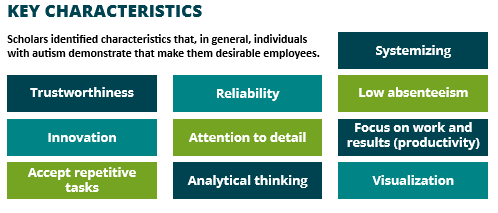 KEY CHARACTERISTICS
Scholars identified characteristics that, in general, individuals
with autism demonstrate that make them desirable employees.
Systemizing
Trustworthiness
Reliability
Low absenteeism
Innovation
Attention to detail
Focus on work and
results (productivity)
Accept repetitive
tasks
Analytical thinking
Visualization